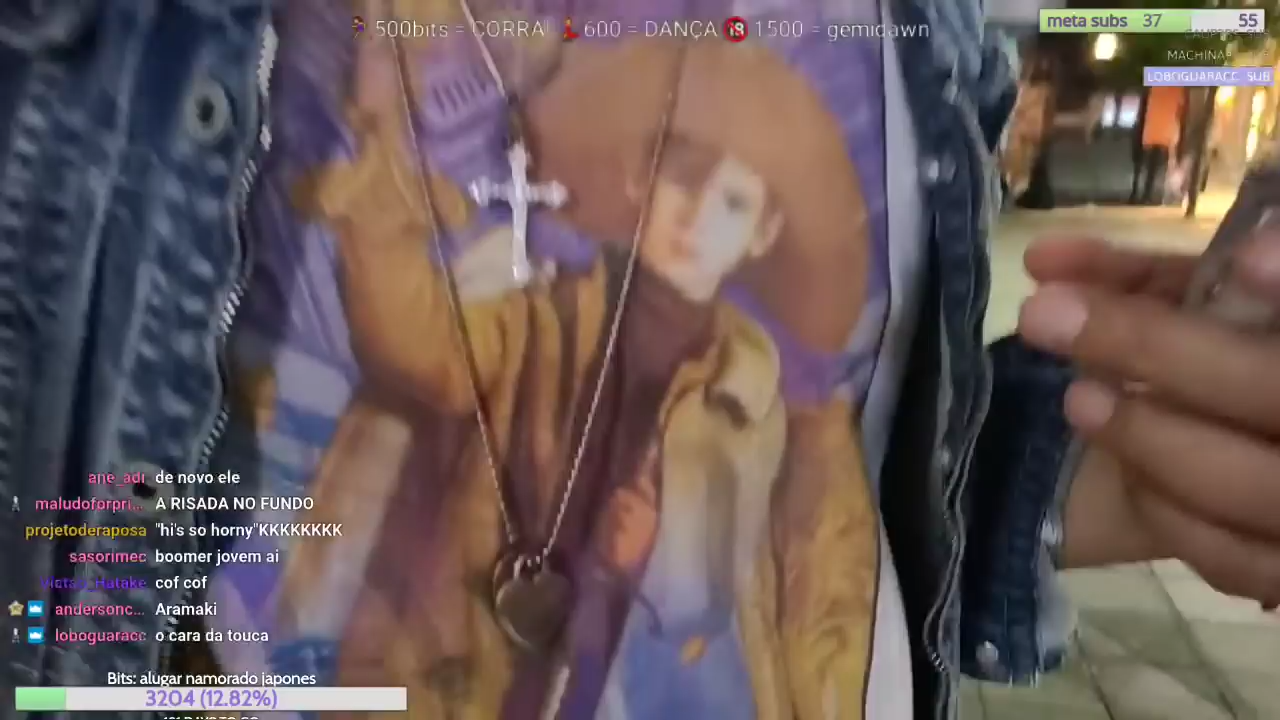 500bits = CORRA! 600 = DANÇA 1500 = gemidawn
meta subs 37 55
LOBOGUARACC SUB
ane_adr de novo ele
maludoforpri... A RISADA NO FUNDO
projetoderaposa "hi's so horny"KKKKKKKK
sasorimec boomer jovem ai
cof cof
andersonc... Aramaki
loboguaracc o cara da touca
Bits: alugar namorado japones
3204 (12.82%)